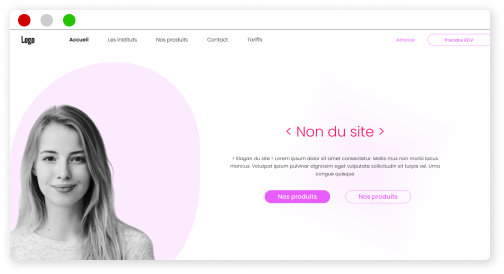 Logo
Accueil Les instituts Nos produits Contact Tariffs Adresse Prendre RDV
< Non du site >
< Slogan du site > Lorem ipsum dolor sit amet consectetur. Mattis mus non morbi lacus
rhoncus. Volutpat ipsum pulvinar dignissim eget vulputate sollicitudin sit turpis vel. Urna
congue quisque
Nos produits Nos produits